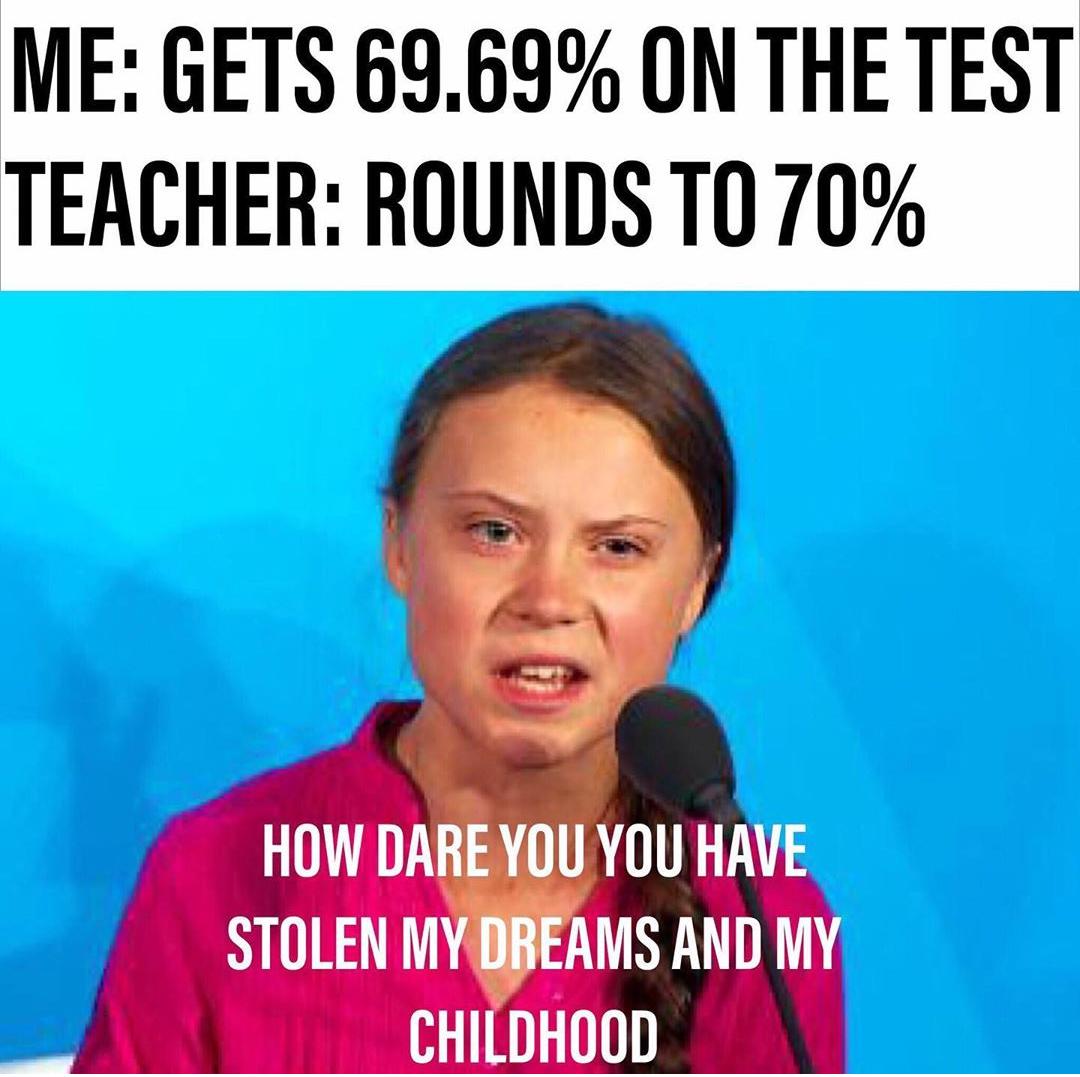 ME: GETS 69.69% ON THE TEST
TEACHER: ROUNDS TO 70%
HOW DARE YOU YOU HAVE
STOLEN MY DREAMS AND MY
CHILDHOOD